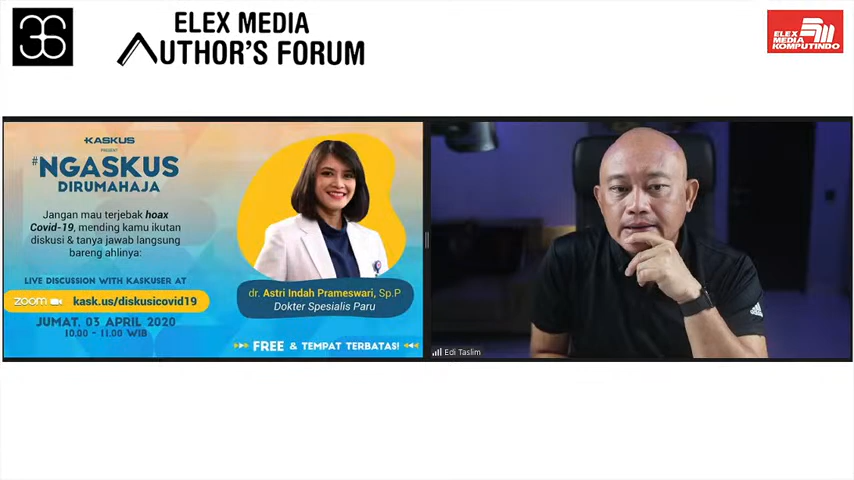 36
ELEX MEDIA
AUTHOR'S FORUM
ELEX
MEDIA
KOMPUTINDO
KASKUS
PRESENT
#NGASKUS
DIRUMAHAJA
Jangan mau terjebak hoax
Covid-19, mending kamu ikutan
diskusi & tanya jawab langsung
bareng ahlinya:
LIVE DISCUSSION WITH KASKUSER AT
zoom kask.us/diskusicovid19
JUMAT, 03 APRIL 2020
10.00 - 11.00 WIB
dr. Astri Indah Prameswari, Sp.P
Dokter Spesialis Paru
FREE & TEMPAT TERBATAS!
Edi Taslim
adidas